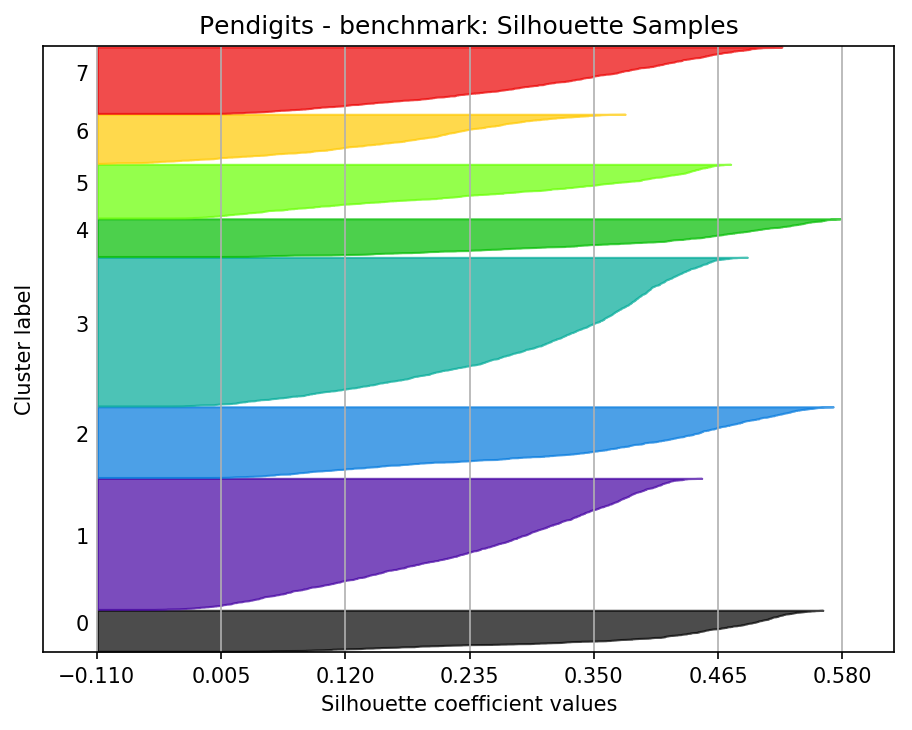 Pendigits - benchmark: Silhouette Samples
7
6
5
4
3
2
1
0
Cluster label
−0.110 0.005 0.120 0.235 0.350 0.465 0.580
Silhouette coefficient values